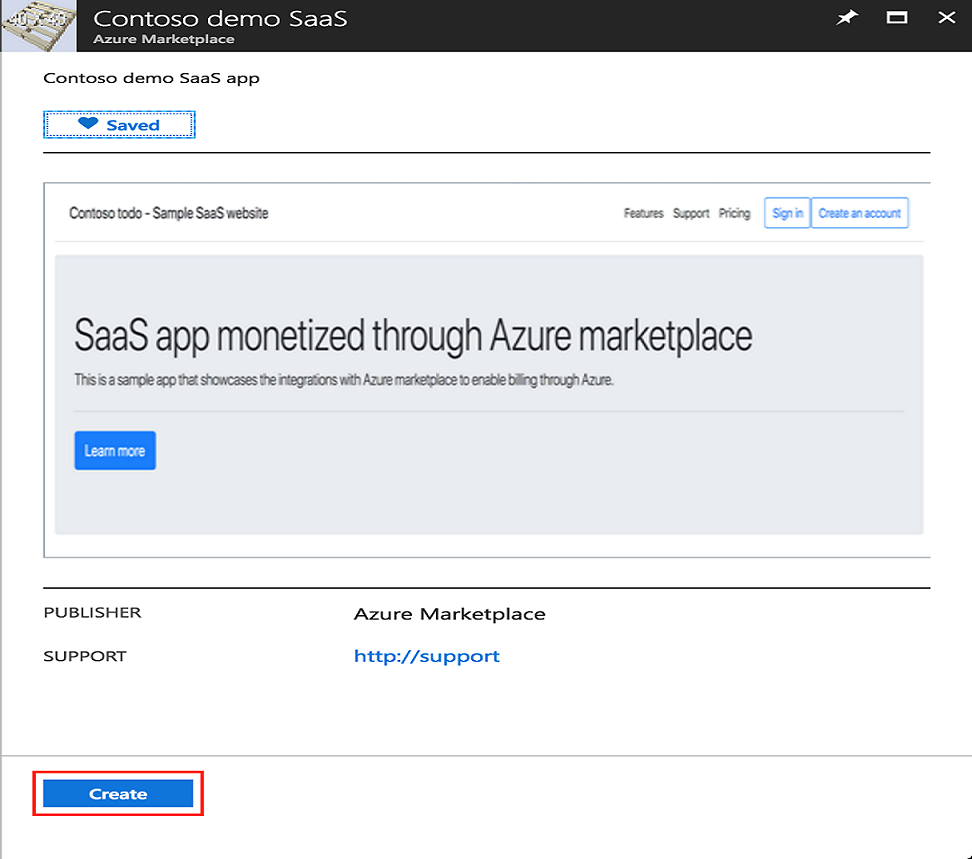 Contoso demo SaaS
Azure Marketplace
Contoso demo SaaS app
Saved
Contoso todo - Sample SaaS website
Features Support Pricing Sign in Create an account
SaaS app monetized through Azure marketplace
This is a sample app that showcases the integrations with Azure marketplace to enable billing through Azure.
Learn more
PUBLISHER Azure Marketplace
SUPPORT http://support
Create